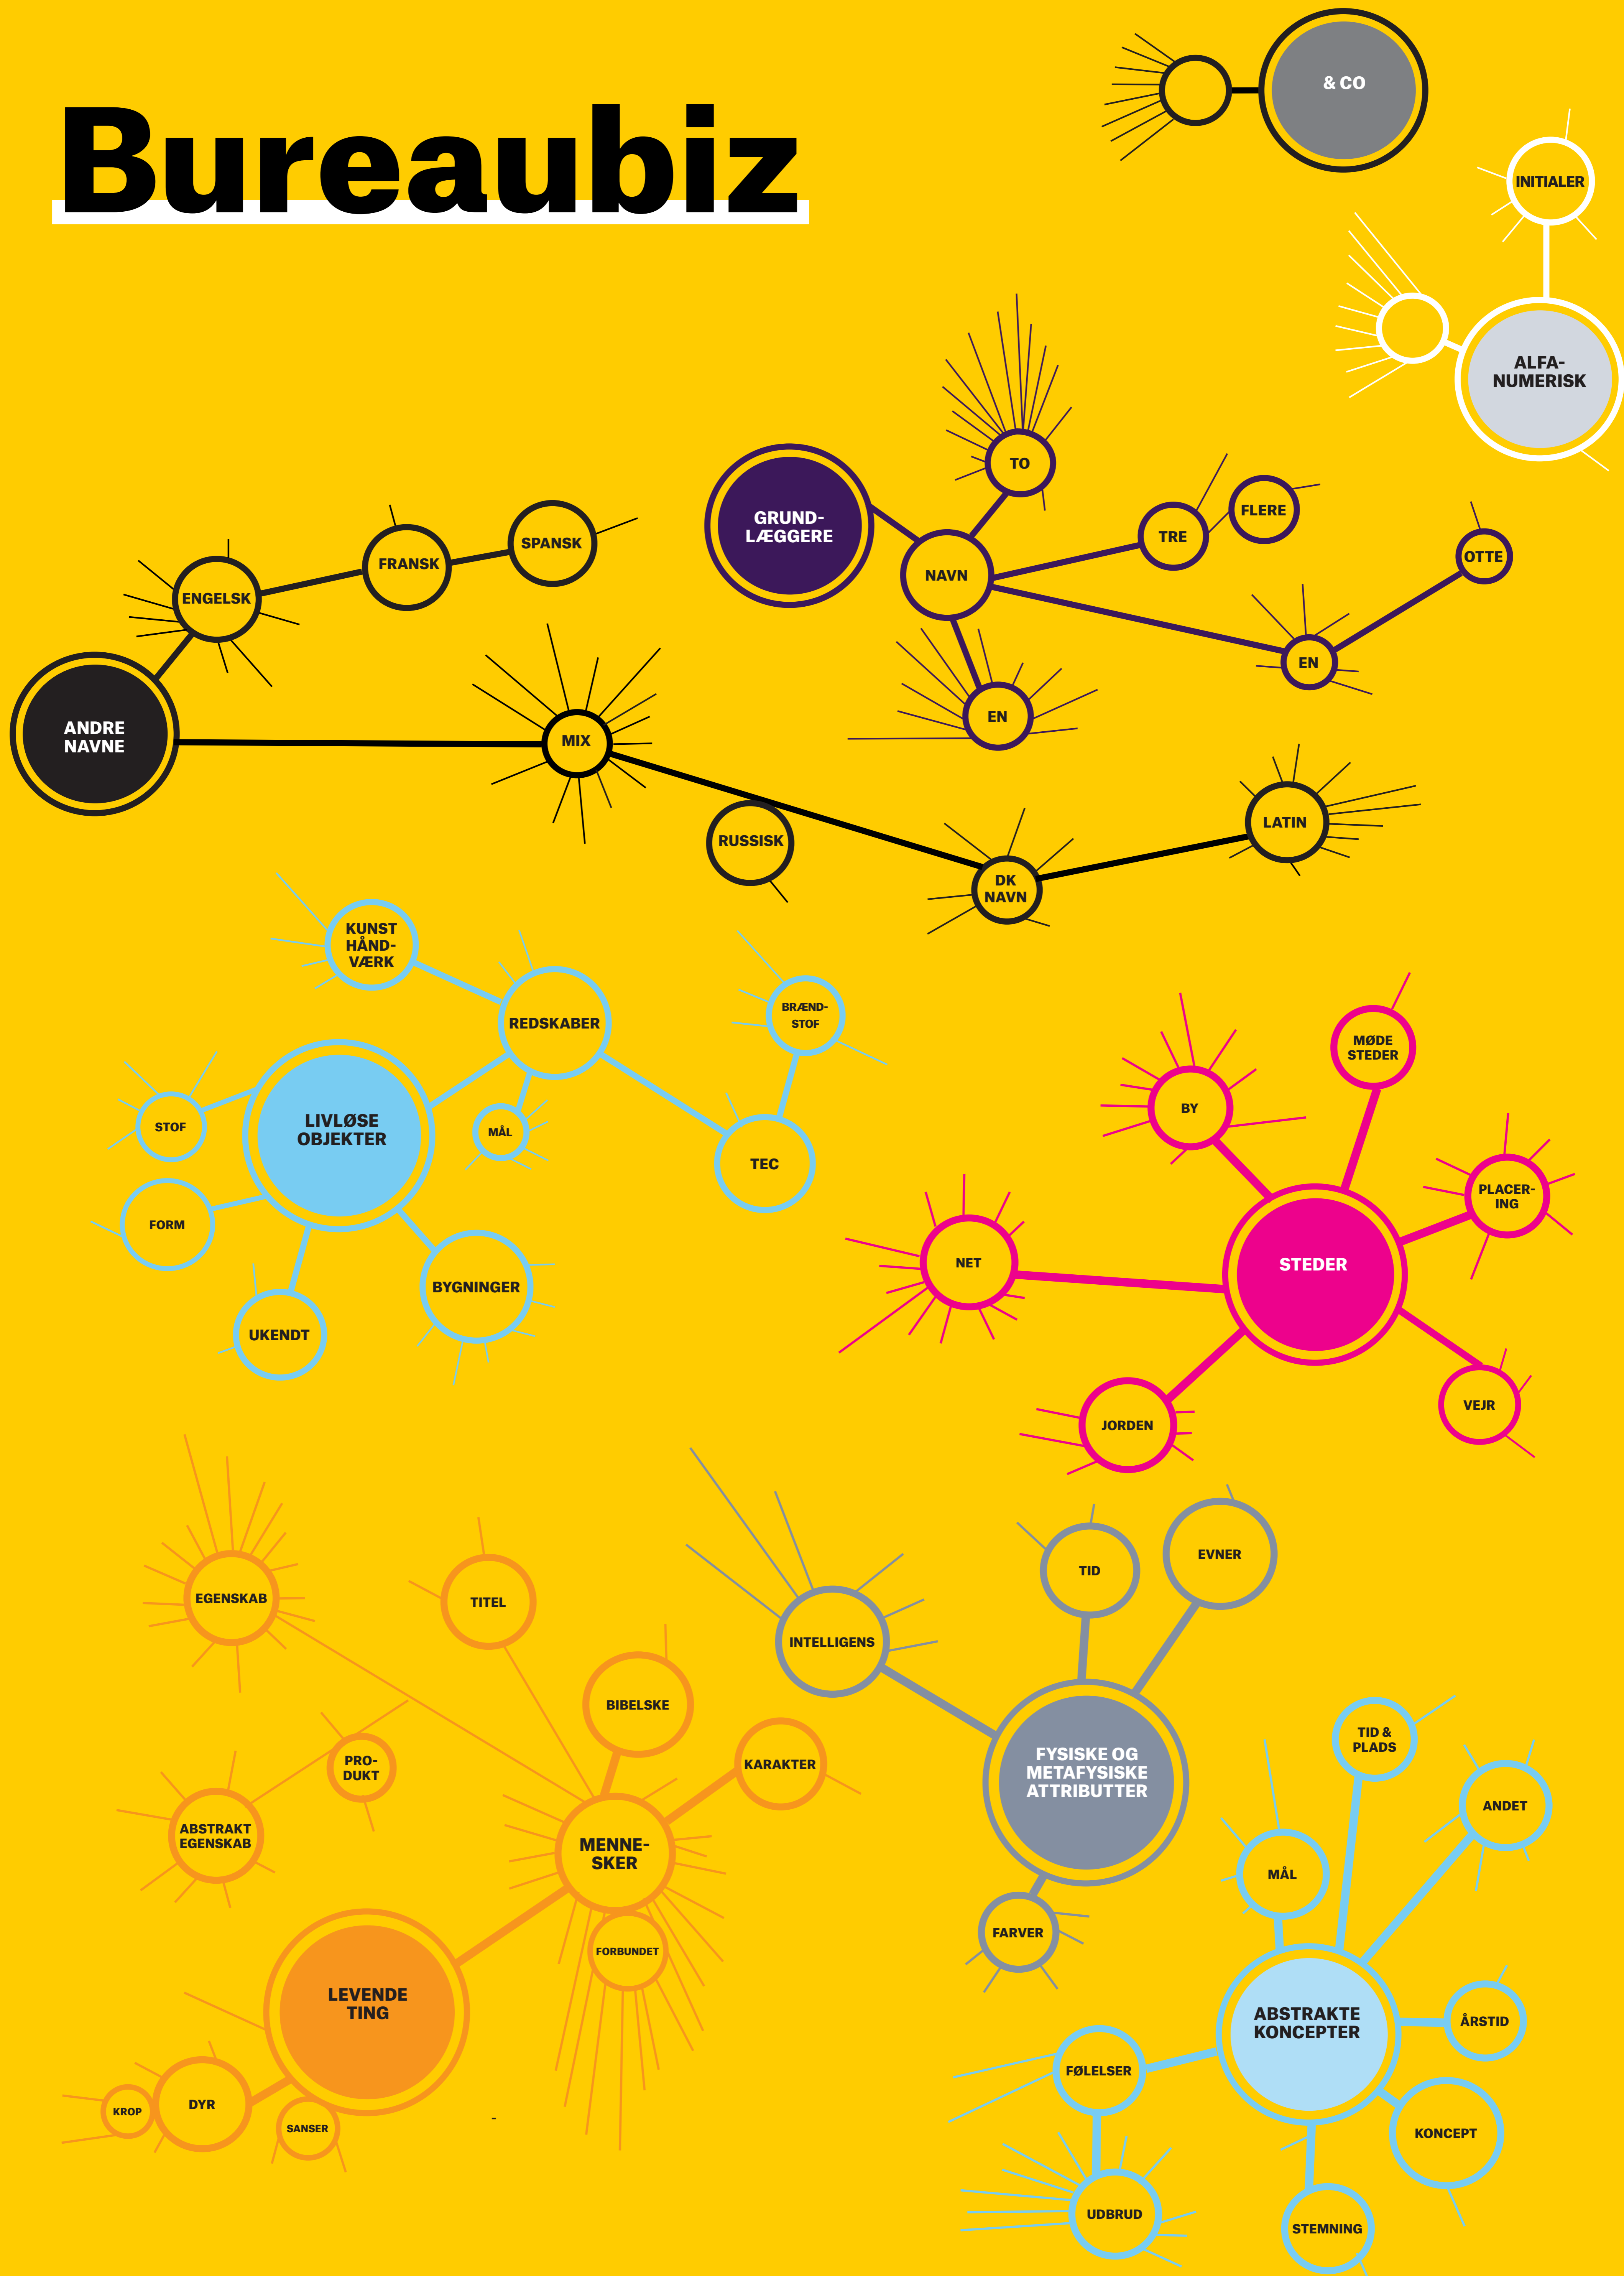 Bureaubiz
& CO
INITIALER
ALFA-
NUMERISK
GRUND-
LÆGGERE
NAVN
TO
TRE
FLERE
OTTE
EN
EN
ANDRE
NAVNE
ENGELSK
FRANSK
SPANSK
MIX
RUSSISK
DK
NAVN
LATIN
KUNST
HÅND-
VÆRK
REDSKABER
BRÆND-
STOF
STOF
LIVLØSE
OBJEKTER
MÅL
TEC
FORM
UKENDT
BYGNINGER
MØDE
STEDER
BY
PLACER-
ING
NET
STEDER
JORDEN
VEJR
EGENSKAB
TITEL
BIBELSKE
KARAKTER
PRO-
DUKT
ABSTRAKT
EGENSKAB
MENNE-
SKER
FORBUNDET
LEVENDE
TING
KROP
DYR
SANSER
-
INTELLIGENS
TID
EVNER
FYSISKE OG
METAFYSISKE
ATTRIBUTTER
FARVER
TID &
PLADS
ANDET
MÅL
ABSTRAKTE
KONCEPTER
ÅRSTID
FØLELSER
KONCEPT
UDBRUD
STEMNING